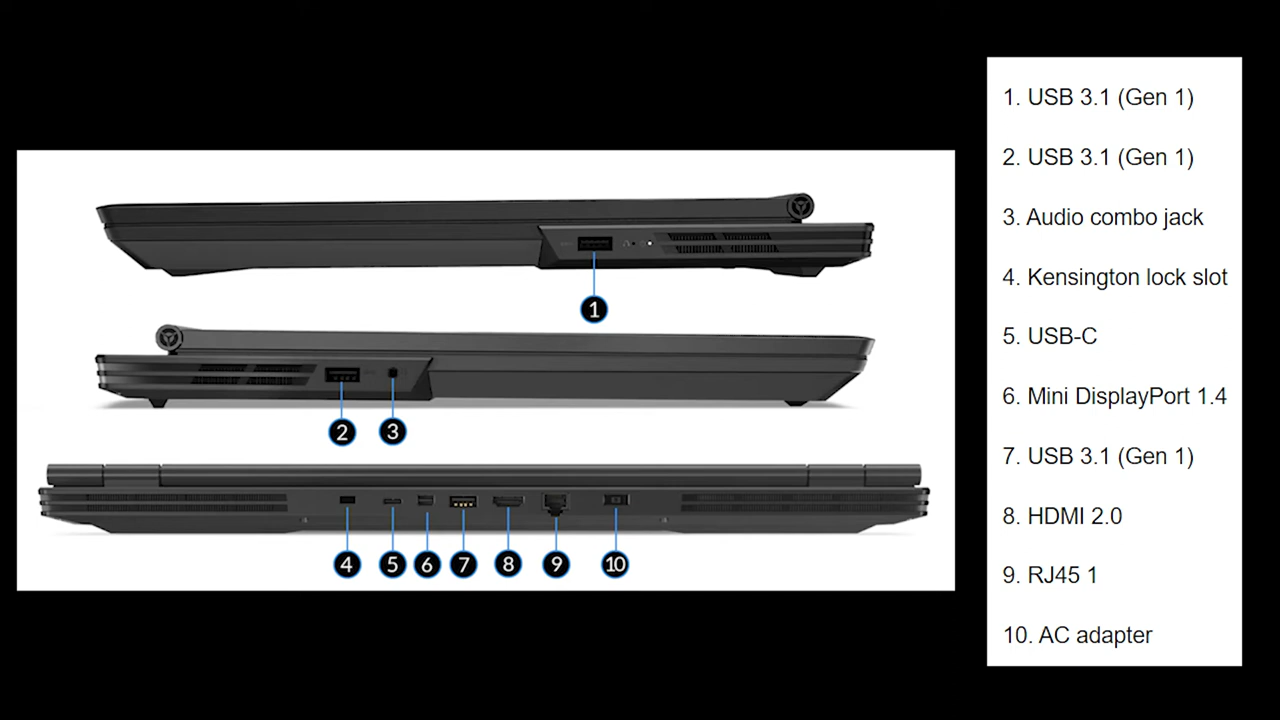 1
2
3
4
5
6
7
8
9
10
1. USB 3.1 (Gen 1)
2. USB 3.1 (Gen 1)
3. Audio combo jack
4. Kensington lock slot
5. USB-C
6. Mini DisplayPort 1.4
7. USB 3.1 (Gen 1)
8. HDMI 2.0
9. RJ45 1
10. AC adapter